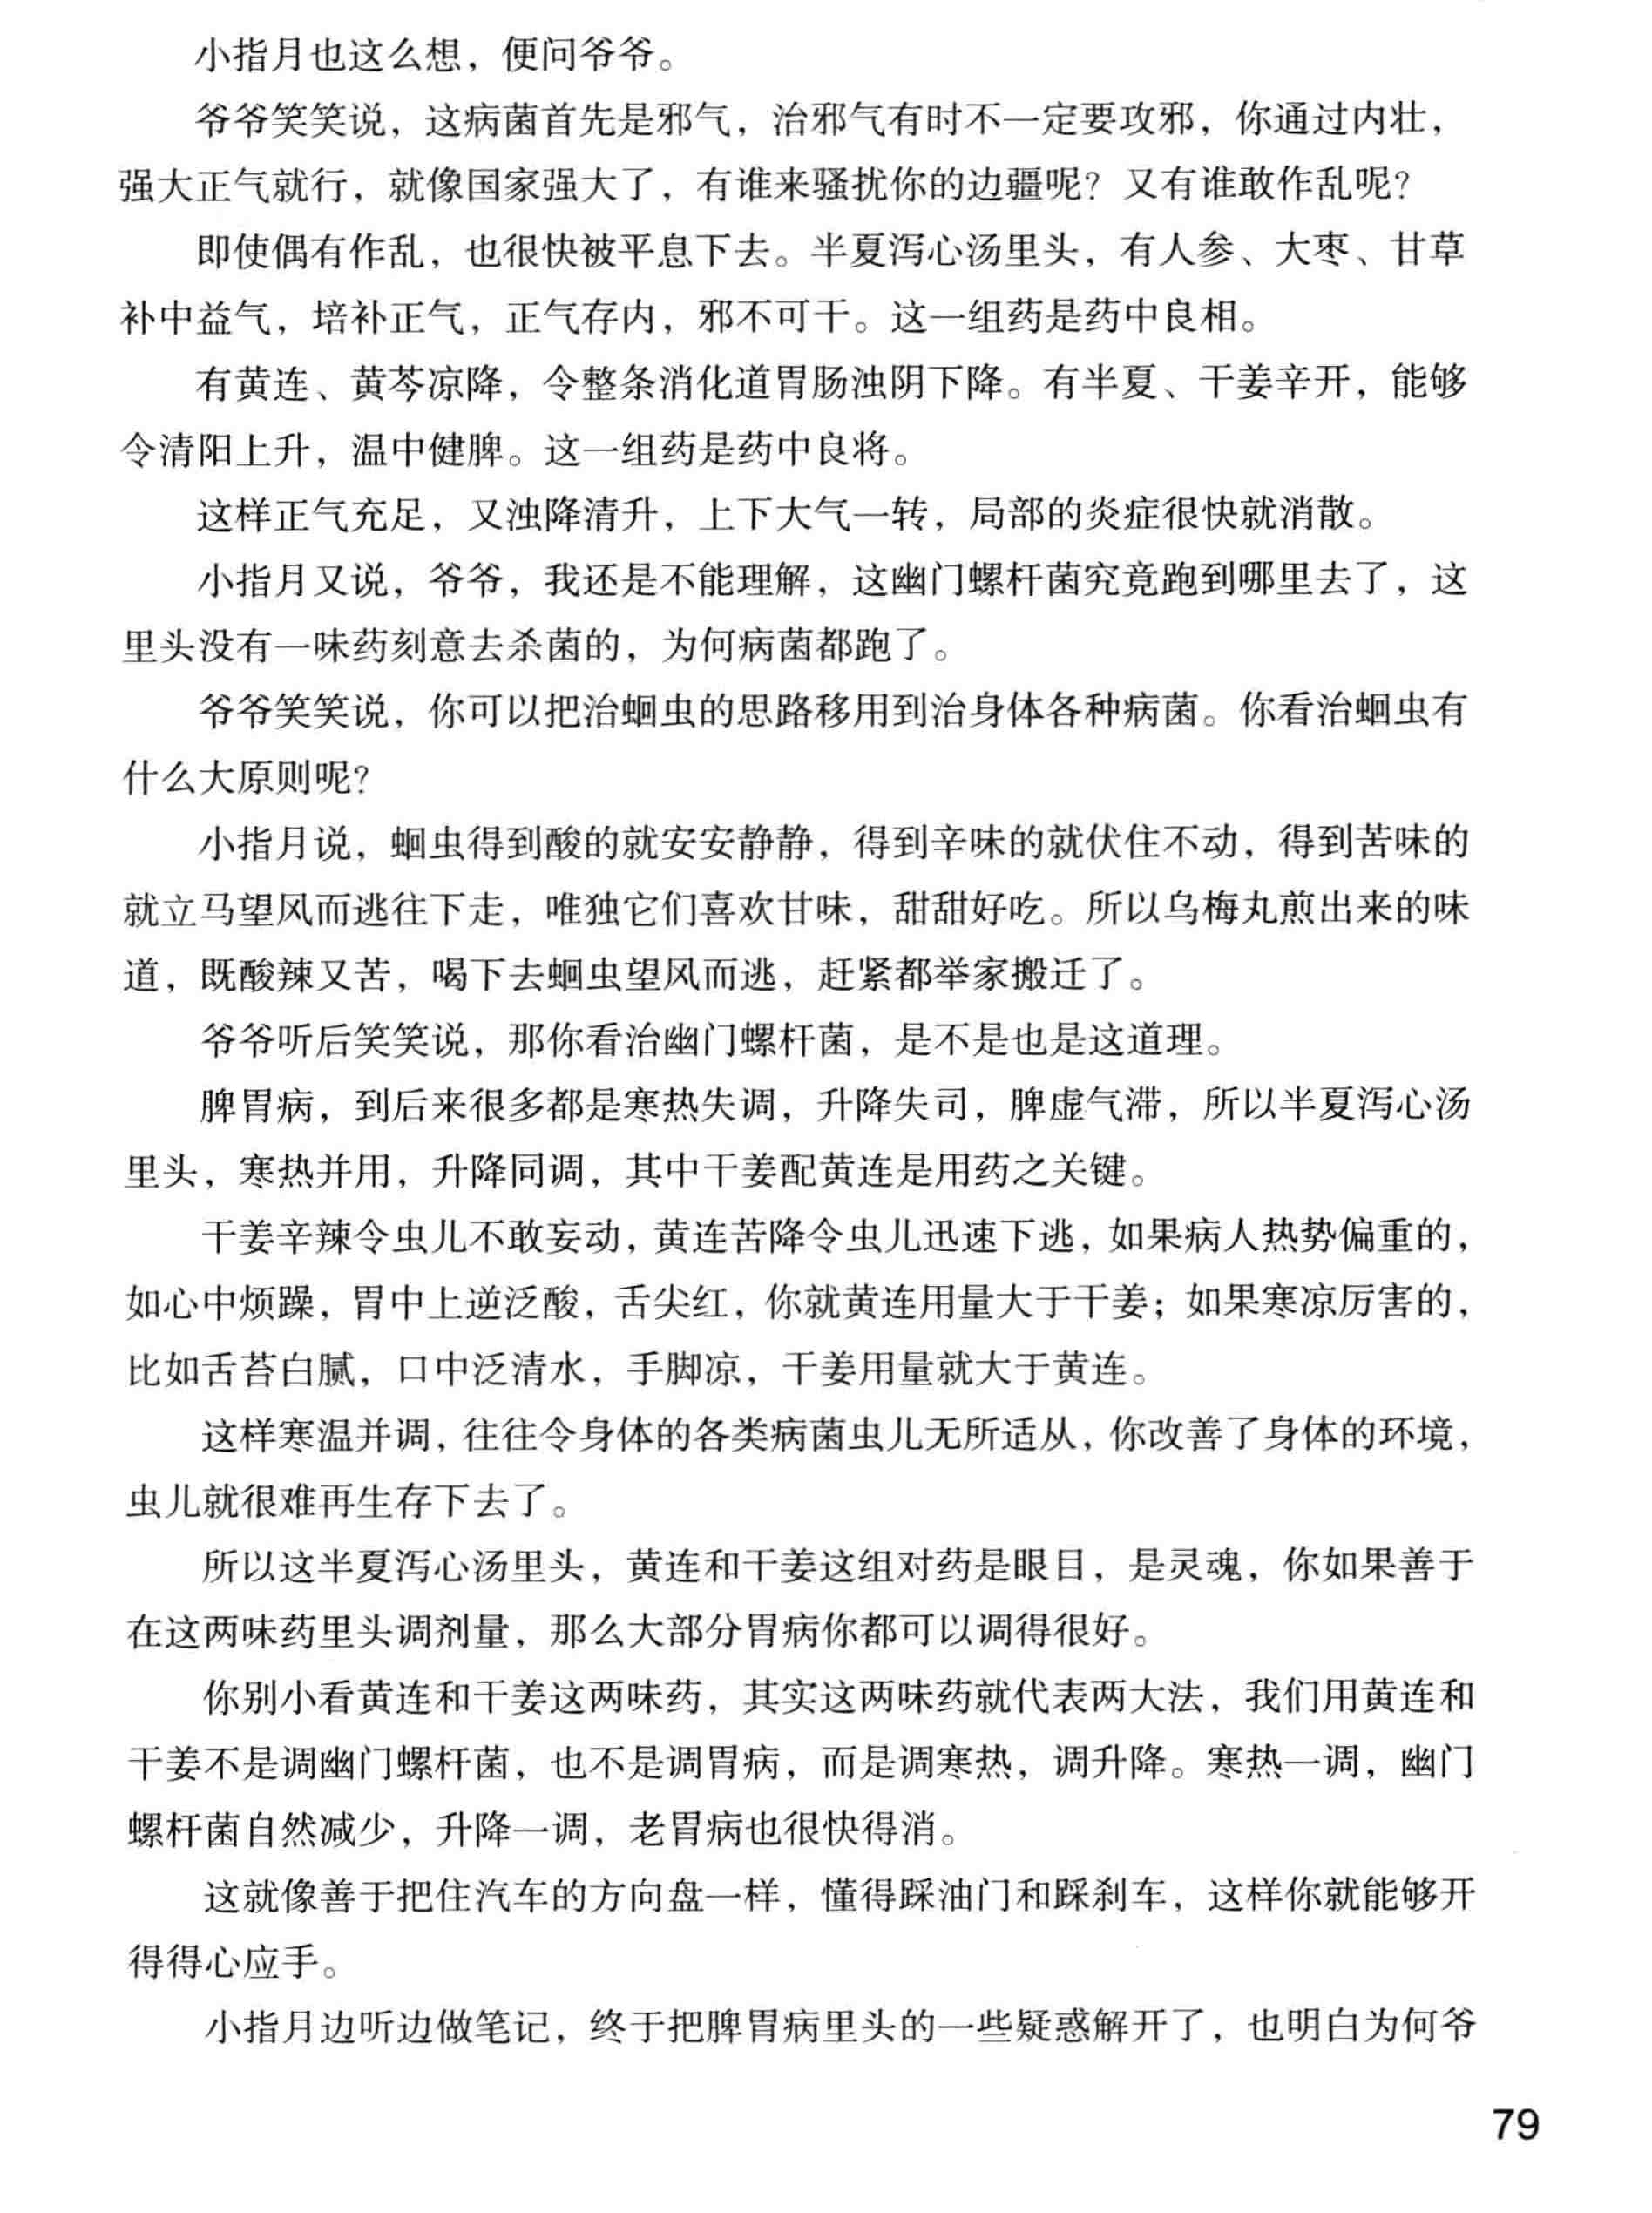 小指月也这么想，便问爷爷。
爷爷笑笑说，这病菌首先是邪气，治邪气有时不一定要攻邪，你通过内壮，
强大正气就行，就像国家强大了，有谁来骚扰你的边疆呢？又有谁敢作乱呢？
即使偶有作乱，也很快被平息下去。半夏泻心汤里头，有人参、大枣、甘草
补中益气，培补正气，正气存内，邪不可干。这一组药是药中良相。
有黄连、黄芩凉降，令整条消化道胃肠浊阴下降。有半夏、干姜辛开，能够
令清阳上升，温中健脾。这一组药是药中良将。
这样正气充足，又浊降清升，上下大气一转，局部的炎症很快就消散。
小指月又说，爷爷，我还是不能理解，这幽门螺杆菌究竟跑到哪里去了，这
里头没有一味药刻意去杀菌的，为何病菌都跑了。
爷爷笑笑说，你可以把治蛔虫的思路移用到治身体各种病菌。你看治蛔虫有
什么大原则呢？
小指月说，蛔虫得到酸的就安安静静，得到辛味的就伏住不动，得到苦味的
就立马望风而逃往下走，唯独它们喜欢甘味，甜甜好吃。所以乌梅丸煎出来的味
道，既酸辣又苦，喝下去蛔虫望风而逃，赶紧都举家搬迁了。
爷爷听后笑笑说，那你看治幽门螺杆菌，是不是也是这道理。
脾胃病，到后来很多都是寒热失调，升降失司，脾虚气滞，所以半夏泻心汤
里头，寒热并用，升降同调，其中干姜配黄连是用药之关键。
干姜辛辣令虫儿不敢妄动，黄连苦降令虫儿迅速下逃，如果病人热势偏重的，
如心中烦躁，胃中上逆泛酸，舌尖红，你就黄连用量大于干姜；如果寒凉厉害的，
比如舌苔白腻，口中泛清水，手脚凉，干姜用量就大于黄连。
这样寒温并调，往往令身体的各类病菌虫儿无所适从，你改善了身体的环境，
虫儿就很难再生存下去了。
所以这半夏泻心汤里头，黄连和干姜这组对药是眼目，是灵魂，你如果善于
在这两味药里头调剂量，那么大部分胃病你都可以调得很好。
你别小看黄连和干姜这两味药，其实这两味药就代表两大法，我们用黄连和
干姜不是调幽门螺杆菌，也不是调胃病，而是调寒热，调升降。寒热一调，幽门
螺杆菌自然减少，升降一调，老胃病也很快得消。
这就像善于把住汽车的方向盘一样，懂得踩油门和踩刹车，这样你就能够开
得得心应手。
小指月边听边做笔记，终于把脾胃病里头的一些疑惑解开了，也明白为何爷
79